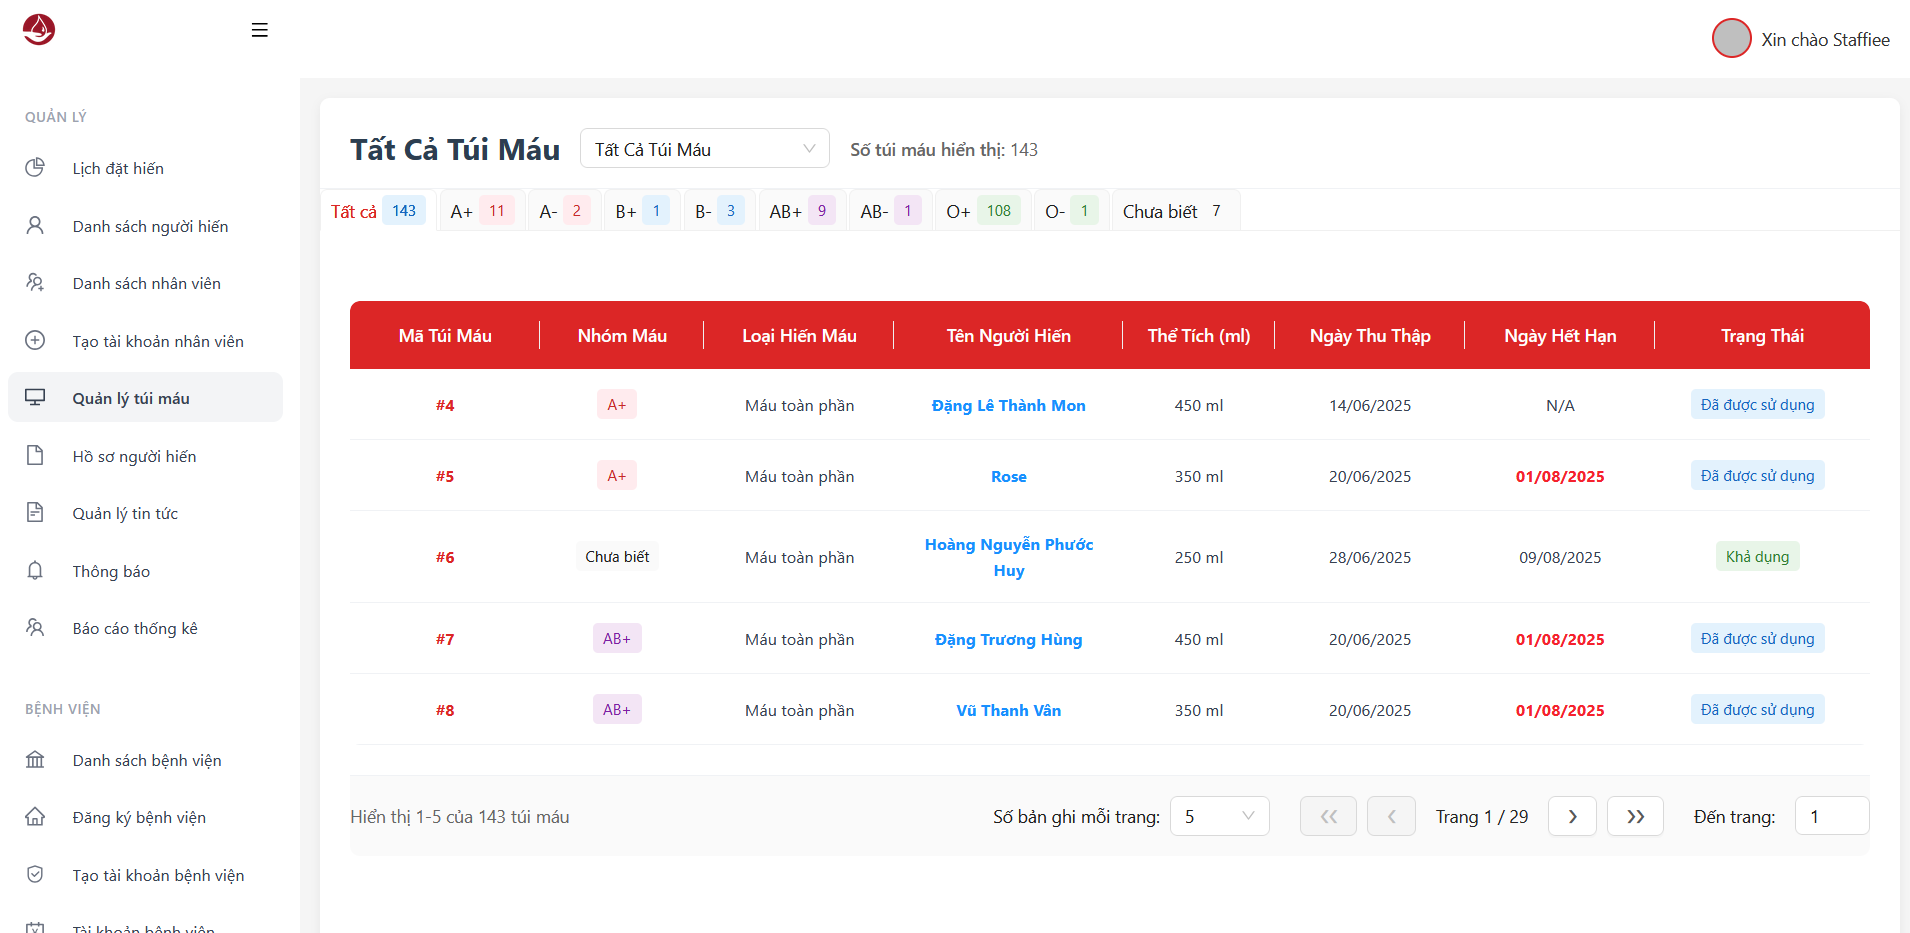 Xin chào Staffiee
QUẢN LÝ
Lịch đặt hiến
Danh sách người hiến
Danh sách nhân viên
Tạo tài khoản nhân viên
Quản lý túi máu
Hồ sơ người hiến
Quản lý tin tức
Thông báo
Báo cáo thống kê
BỆNH VIỆN
Danh sách bệnh viện
Đăng ký bệnh viện
Tạo tài khoản bệnh viện
Tài khoản bệnh viện
Tất Cả Túi Máu Tất Cả Túi Máu Số túi máu hiển thị: 143
Tất cả 143 A+ 11 A- 2 B+ 1 B- 3 AB+ 9 AB- 1 O+ 108 O- 1 Chưa biết 7
Mã Túi Máu Nhóm Máu Loại Hiến Máu Tên Người Hiến Thể Tích (ml) Ngày Thu Thập Ngày Hết Hạn Trạng Thái
#4 A+ Máu toàn phần Đặng Lê Thành Mon 450 ml 14/06/2025 N/A Đã được sử dụng
#5 A+ Máu toàn phần Rose 350 ml 20/06/2025 01/08/2025 Đã được sử dụng
#6 Chưa biết Máu toàn phần Hoàng Nguyễn Phước
Huy 250 ml 28/06/2025 09/08/2025 Khả dụng
#7 AB+ Máu toàn phần Đặng Trương Hùng 450 ml 20/06/2025 01/08/2025 Đã được sử dụng
#8 AB+ Máu toàn phần Vũ Thanh Vân 350 ml 20/06/2025 01/08/2025 Đã được sử dụng
Hiển thị 1-5 của 143 túi máu Số bản ghi mỗi trang: 5 Trang 1 / 29 Đến trang: 1